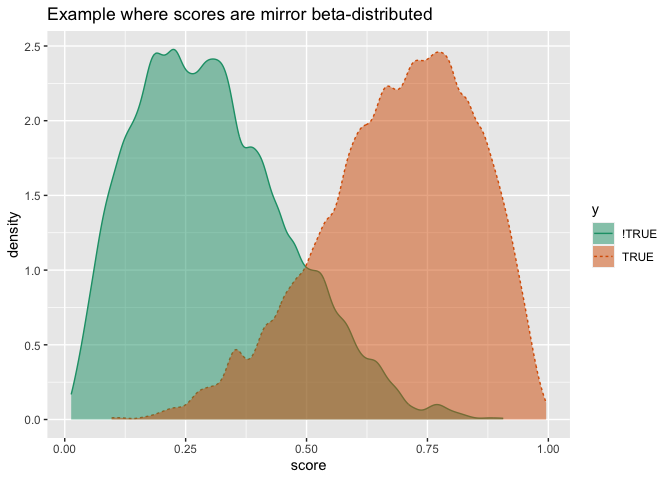 Example where scores are mirror beta-distributed
2.5
2.0
1.5
1.0
0.5
0.0
density
0.00 0.25 0.50 0.75 1.00
score
y
!TRUE
TRUE